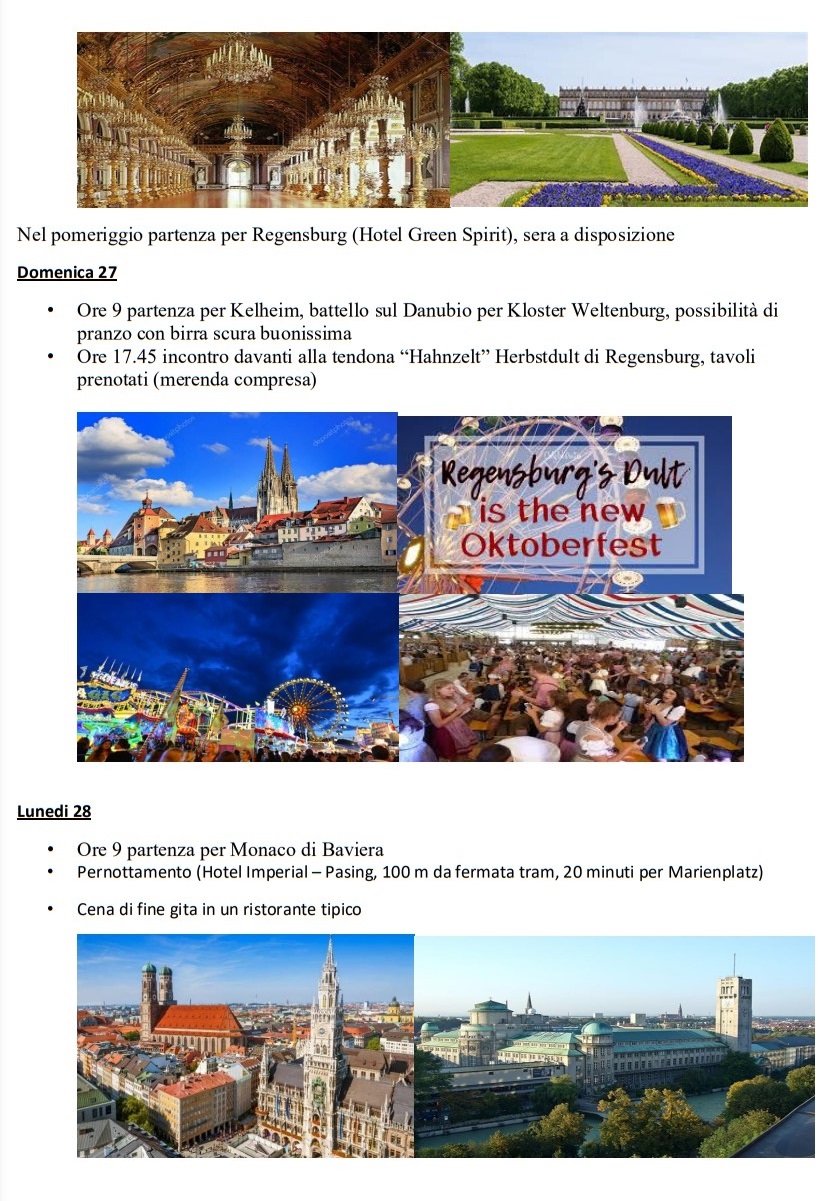 Nel pomeriggio partenza per Regensburg (Hotel Green Spirit), sera a disposizione
Domenica 27
• Ore 9 partenza per Kelheim, battello sul Danubio per Kloster Weltenburg, possibilità di
pranzo con birra scura buonissima
• Ore 17.45 incontro davanti alla tendona “Hahnzelt” Herbstdult di Regensburg, tavoli
prenotati (merenda compresa)
depositphotos
Regensburg's Dult
is the new
Oktoberfest
Lunedi 28
• Ore 9 partenza per Monaco di Baviera
• Pernottamento (Hotel Imperial – Pasing, 100 m da fermata tram, 20 minuti per Marienplatz)
• Cena di fine gita in un ristorante tipico